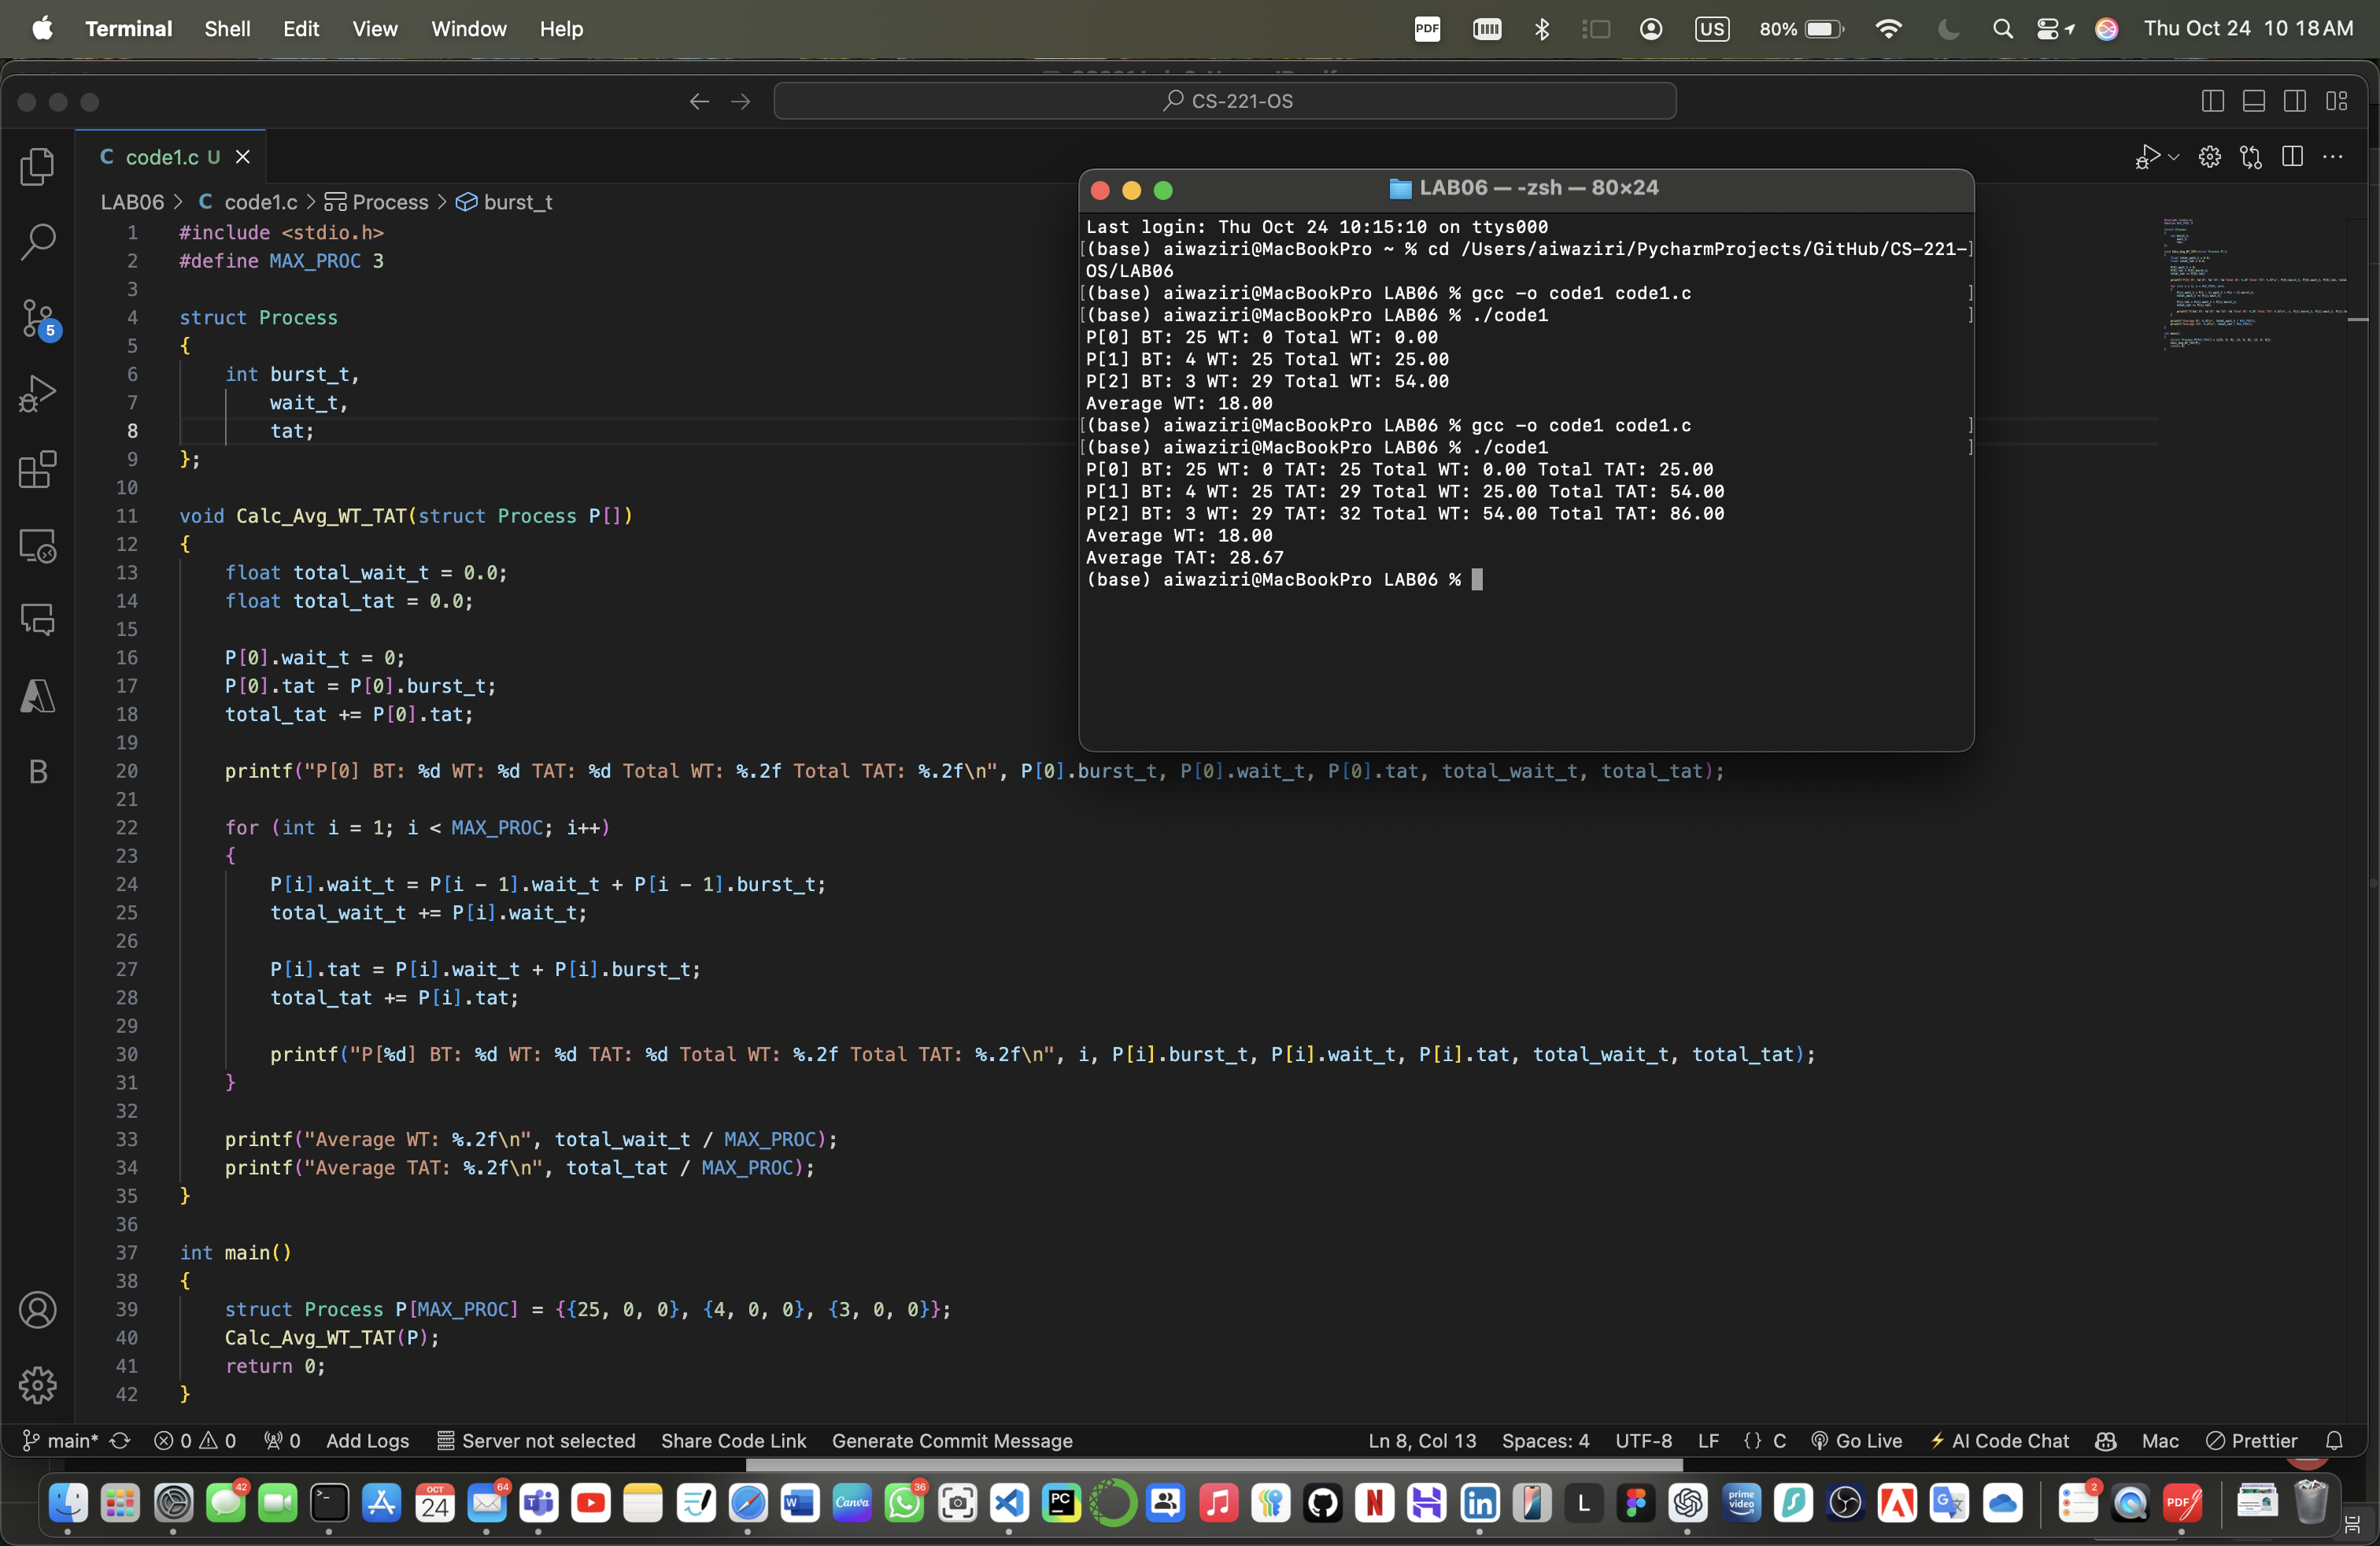 Terminal Shell Edit View Window Help
PDF US 80% Thu Oct 24 10 18 AM
CS-221-OS
C code1.c U
LAB06 > C code1.c > Process > burst_t
1 #include <stdio.h>
2 #define MAX_PROC 3
3
4 struct Process
5 {
6 int burst_t,
7 wait_t,
8 tat;
9 };
10
11 void Calc_Avg_WT_TAT(struct Process P[])
12 {
13 float total_wait_t = 0.0;
14 float total_tat = 0.0;
15
16 P[0].wait_t = 0;
17 P[0].tat = P[0].burst_t;
18 total_tat += P[0].tat;
19
20 printf("P[0] BT: %d WT: %d TAT: %d Total WT: %.2f Total TAT: %.2f\n", P[0].burst_t, P[0].wait_t, P[0].tat, total_wait_t, total_tat);
21
22 for (int i = 1; i < MAX_PROC; i++)
23 {
24 P[i].wait_t = P[i - 1].wait_t + P[i - 1].burst_t;
25 total_wait_t += P[i].wait_t;
26
27 P[i].tat = P[i].wait_t + P[i].burst_t;
28 total_tat += P[i].tat;
29
30 printf("P[%d] BT: %d WT: %d TAT: %d Total WT: %.2f Total TAT: %.2f\n", i, P[i].burst_t, P[i].wait_t, P[i].tat, total_wait_t, total_tat);
31 }
32
33 printf("Average WT: %.2f\n", total_wait_t / MAX_PROC);
34 printf("Average TAT: %.2f\n", total_tat / MAX_PROC);
35 }
36
37 int main()
38 {
39 struct Process P[MAX_PROC] = {{25, 0, 0}, {4, 0, 0}, {3, 0, 0}};
40 Calc_Avg_WT_TAT(P);
41 return 0;
42 }
LAB06 — -zsh — 80×24
Last login: Thu Oct 24 10:15:10 on ttys000
[(base) aiwaziri@MacBookPro ~ % cd /Users/aiwaziri/PycharmProjects/GitHub/CS-221-]
OS/LAB06
[(base) aiwaziri@MacBookPro LAB06 % gcc -o code1 code1.c ]
[(base) aiwaziri@MacBookPro LAB06 % ./code1 ]
P[0] BT: 25 WT: 0 Total WT: 0.00
P[1] BT: 4 WT: 25 Total WT: 25.00
P[2] BT: 3 WT: 29 Total WT: 54.00
Average WT: 18.00
[(base) aiwaziri@MacBookPro LAB06 % gcc -o code1 code1.c ]
[(base) aiwaziri@MacBookPro LAB06 % ./code1 ]
P[0] BT: 25 WT: 0 TAT: 25 Total WT: 0.00 Total TAT: 25.00
P[1] BT: 4 WT: 25 TAT: 29 Total WT: 25.00 Total TAT: 54.00
P[2] BT: 3 WT: 29 TAT: 32 Total WT: 54.00 Total TAT: 86.00
Average WT: 18.00
Average TAT: 28.67
(base) aiwaziri@MacBookPro LAB06 %
5
B
main* 0 0 0 Add Logs Server not selected Share Code Link Generate Commit Message Ln 8, Col 13 Spaces: 4 UTF-8 LF {} C Go Live AI Code Chat Mac Prettier
42 OCT 24 64 W Canva 36 PC N in L prime video 2 PDF